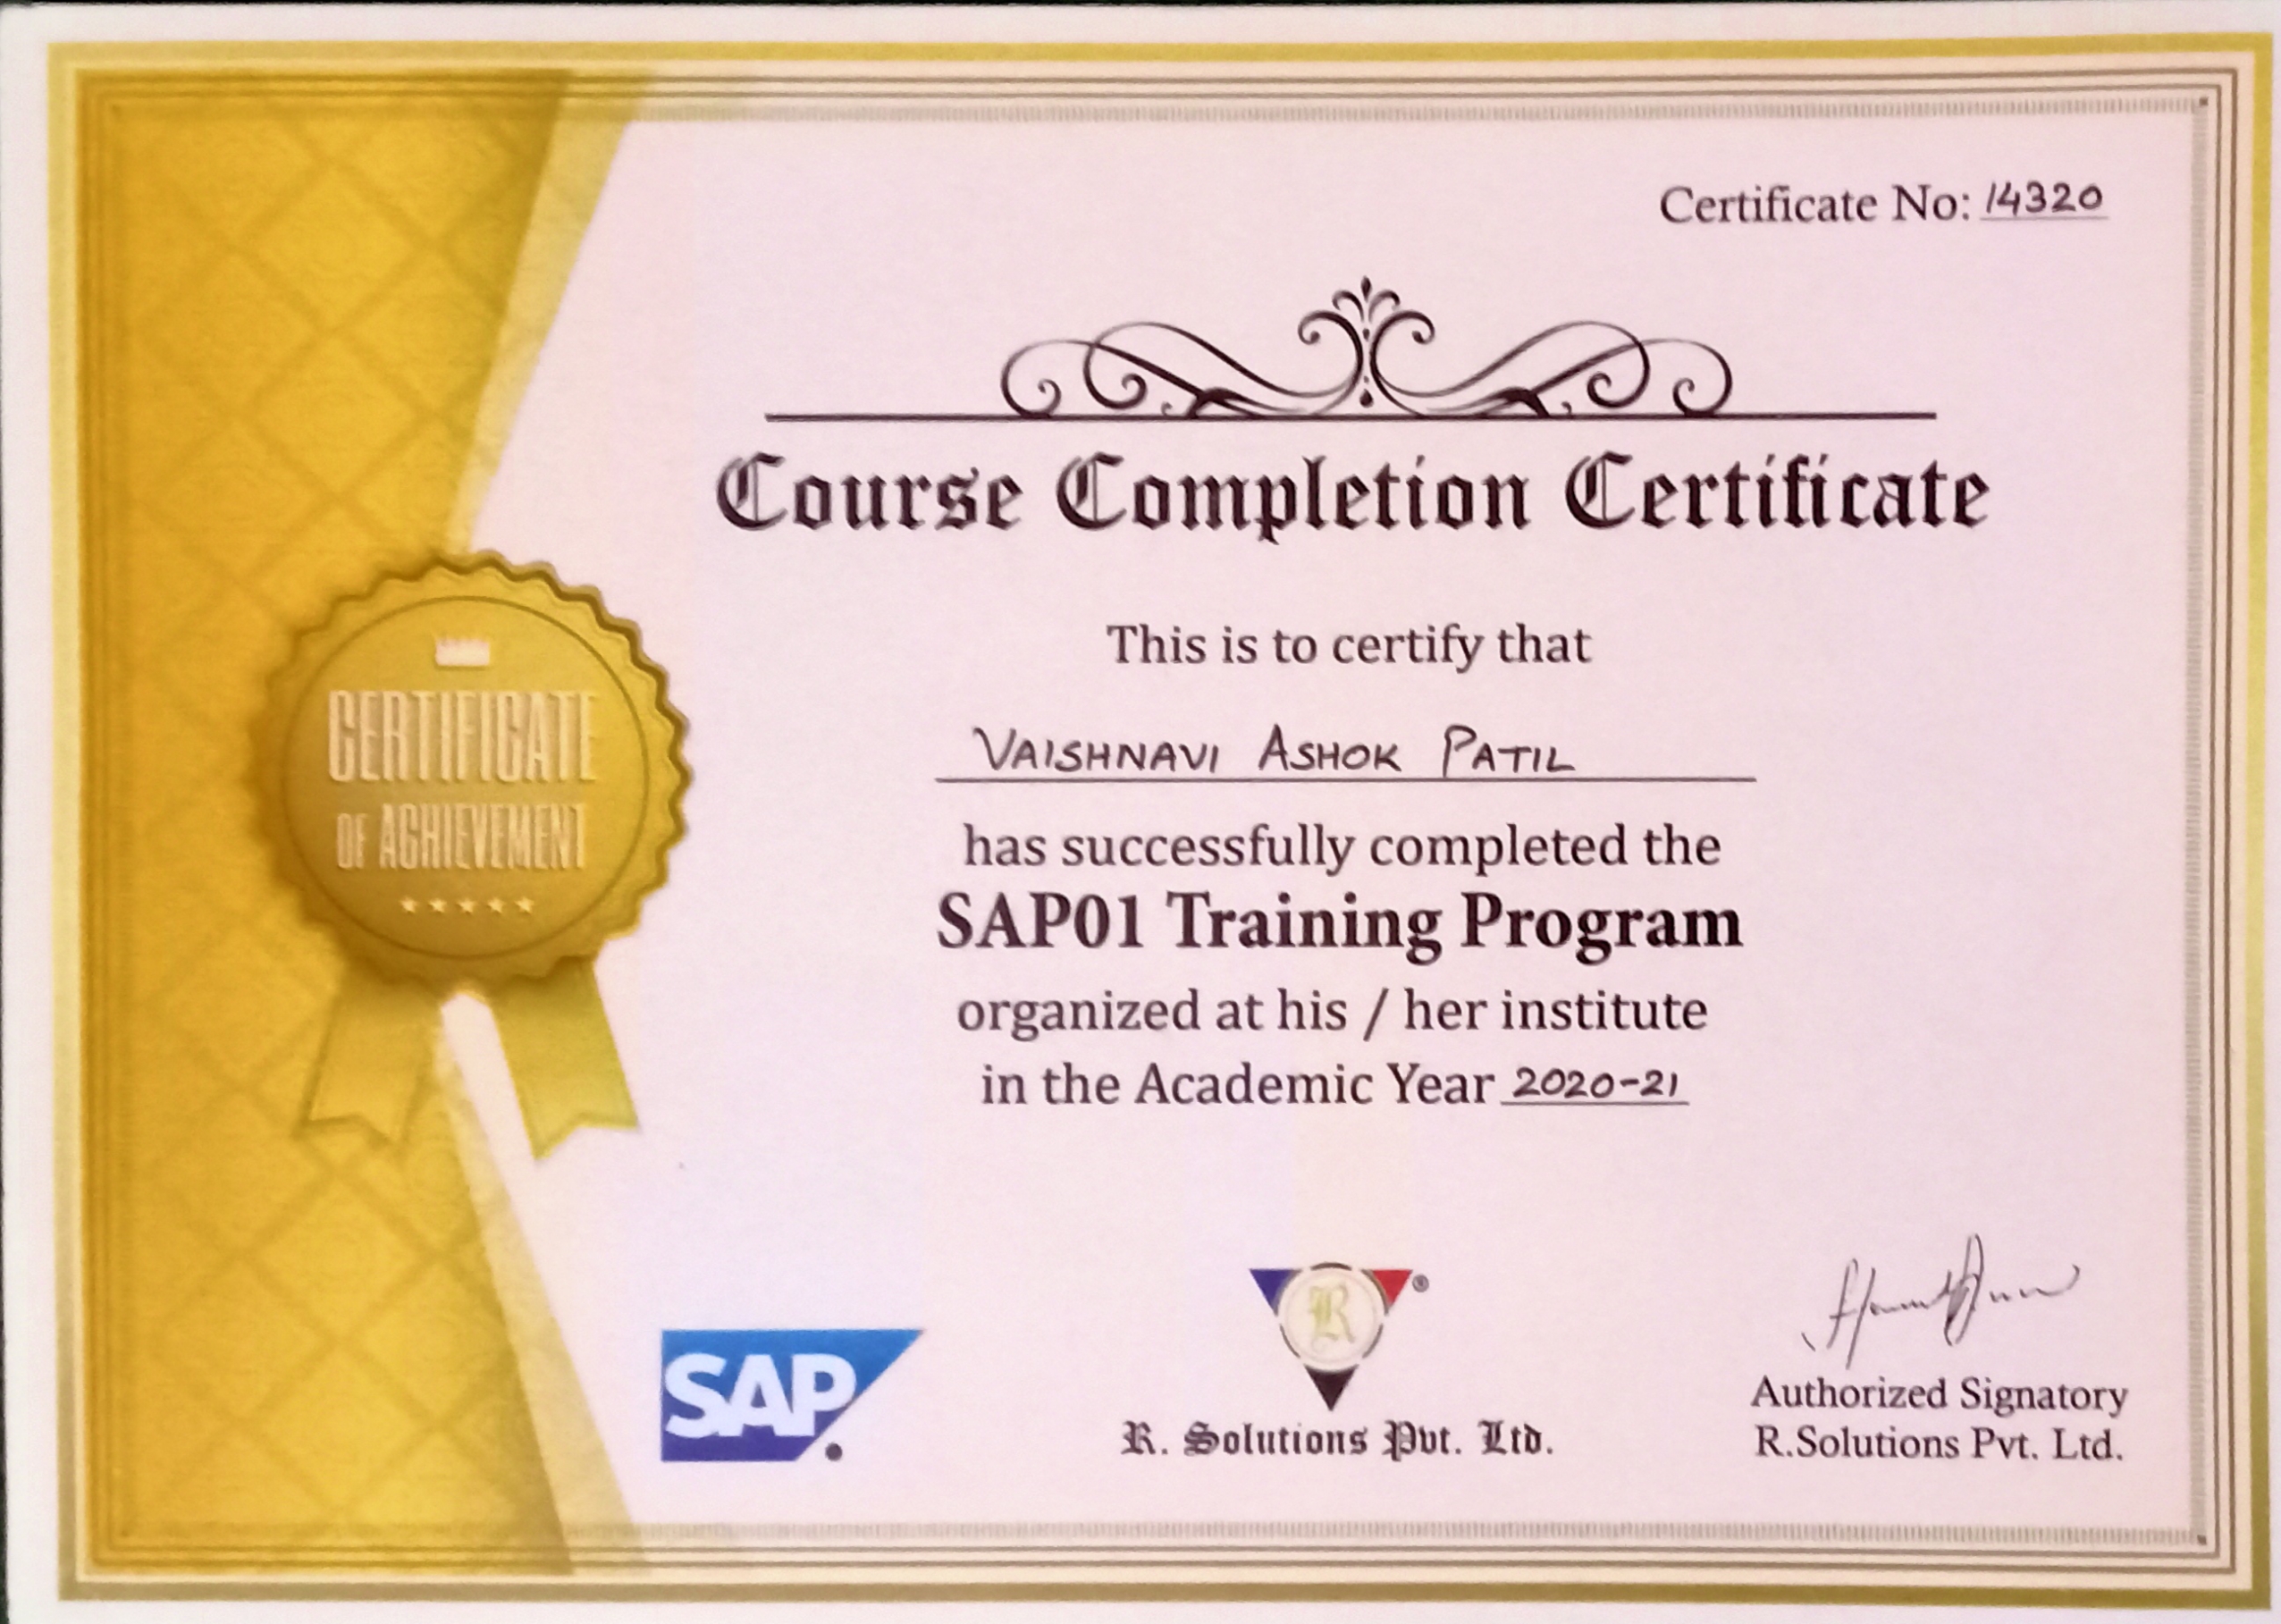 Certificate No: 14320
Course Completion Certificate
This is to certify that
VAISHNAVI ASHOK PATIL
has successfully completed the
SAP01 Training Program
organized at his / her institute
in the Academic Year 2020-21
CERTIFICATE
OF ACHIEVEMENT
SAP
R
®
R. Solutions Pvt. Ltd.
Authorized Signatory
R.Solutions Pvt. Ltd.